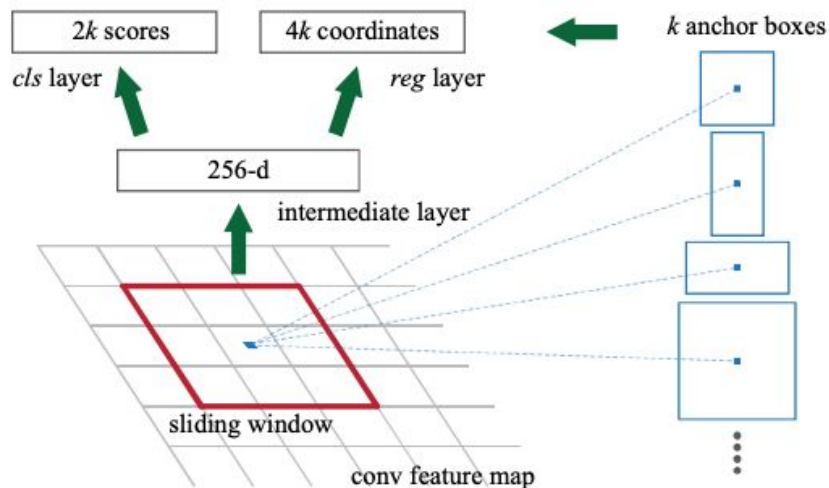 2k scores
4k coordinates
k anchor boxes
cls layer
reg layer
256-d
intermediate layer
sliding window
conv feature map